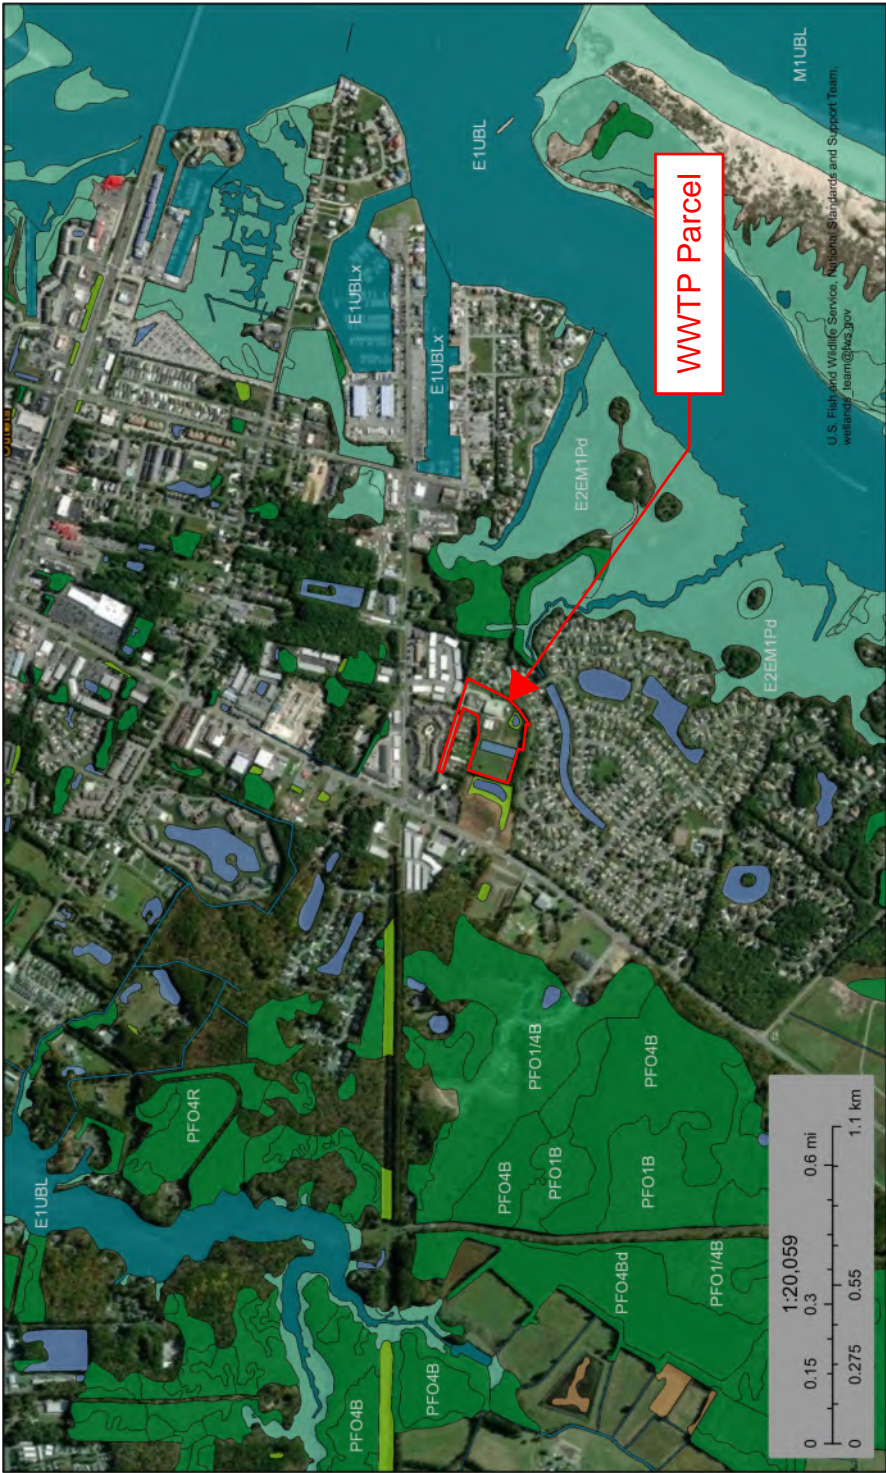 M1UBL
E1UBL
U.S. Fish and Wildlife Service, National Standards and Support Team,
wetlands_team@fws.gov
WWTP Parcel
E1UBLx
E1UBLx
E2EM1Pd
E2EM1Pd
PFO4R
E1UBL
PFO1/4B
PFO4B
PFO4B
PFO1B
PFO1B
PFO4Bd
PFO1/4B
PFO4B
PFO4B
1:20,059
0 0.15 0.3 0.6 mi
0 0.275 0.55 1.1 km